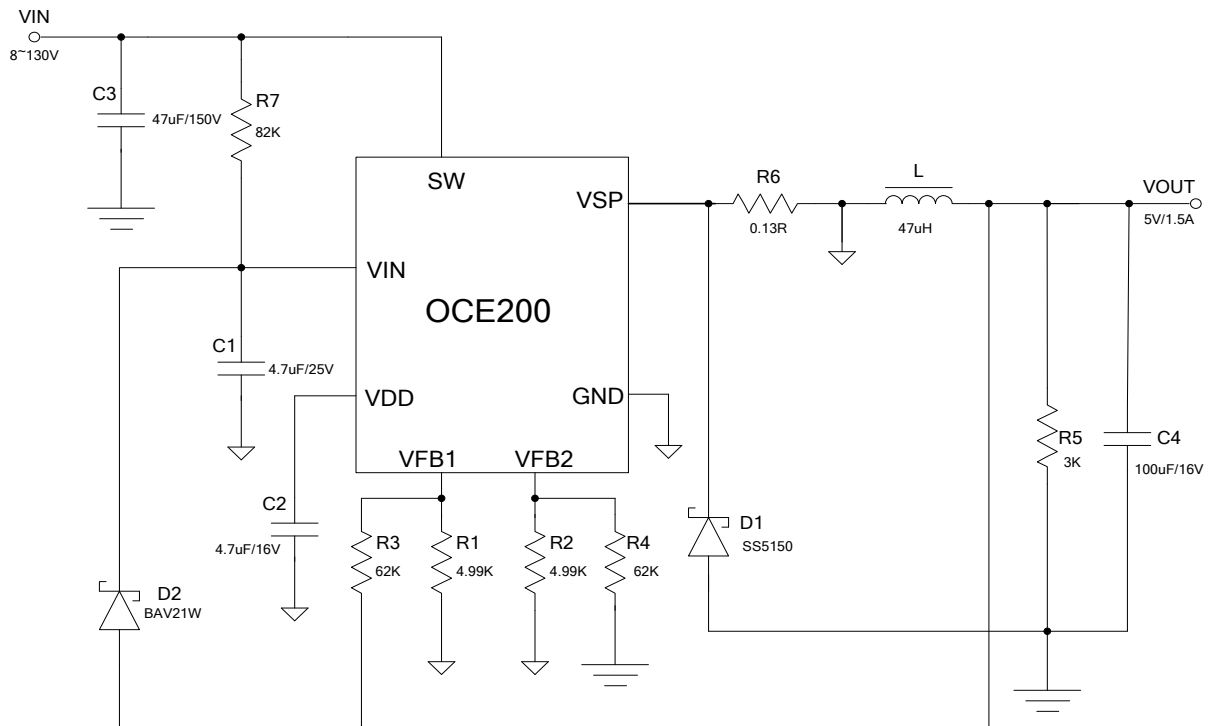 VIN
8~130V
C3
47uF/150V
R7
82K
SW
VSP
R6
0.13R
L
47uH
VOUT
5V/1.5A
VIN
OCE200
C1
4.7uF/25V
VDD
GND
VFB1
VFB2
C2
4.7uF/16V
R3
62K
R1
4.99K
R2
4.99K
R4
62K
D1
SS5150
R5
3K
C4
100uF/16V
D2
BAV21W